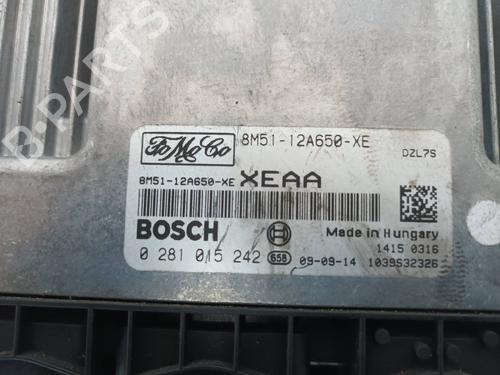 B-PARTS
FoMoCo
8M51-12A650-XE
DZL7S
8M51-12A650-XE XEAA
BOSCH
Made in Hungary
0 281 015 242 658
1415 0316
09-09-14 1039S32326